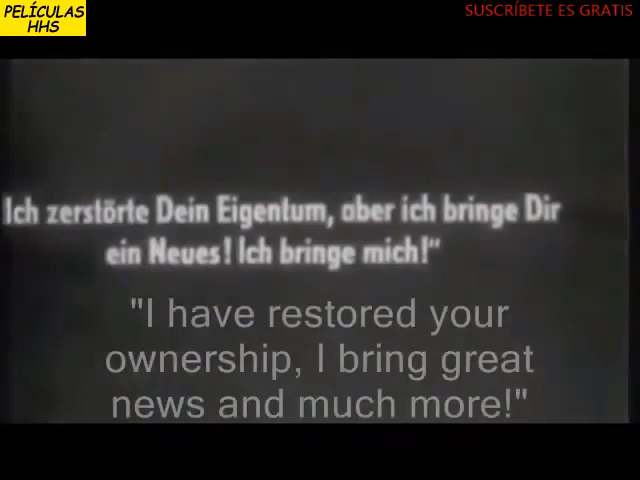 PELÍCULAS
HHS
SUSCRÍBETE ES GRATIS
Ich zerstörte Dein Eigentum, aber ich bringe Dir
ein Neues! Ich bringe mich!“
"I have restored your
ownership, I bring great
news and much more!"